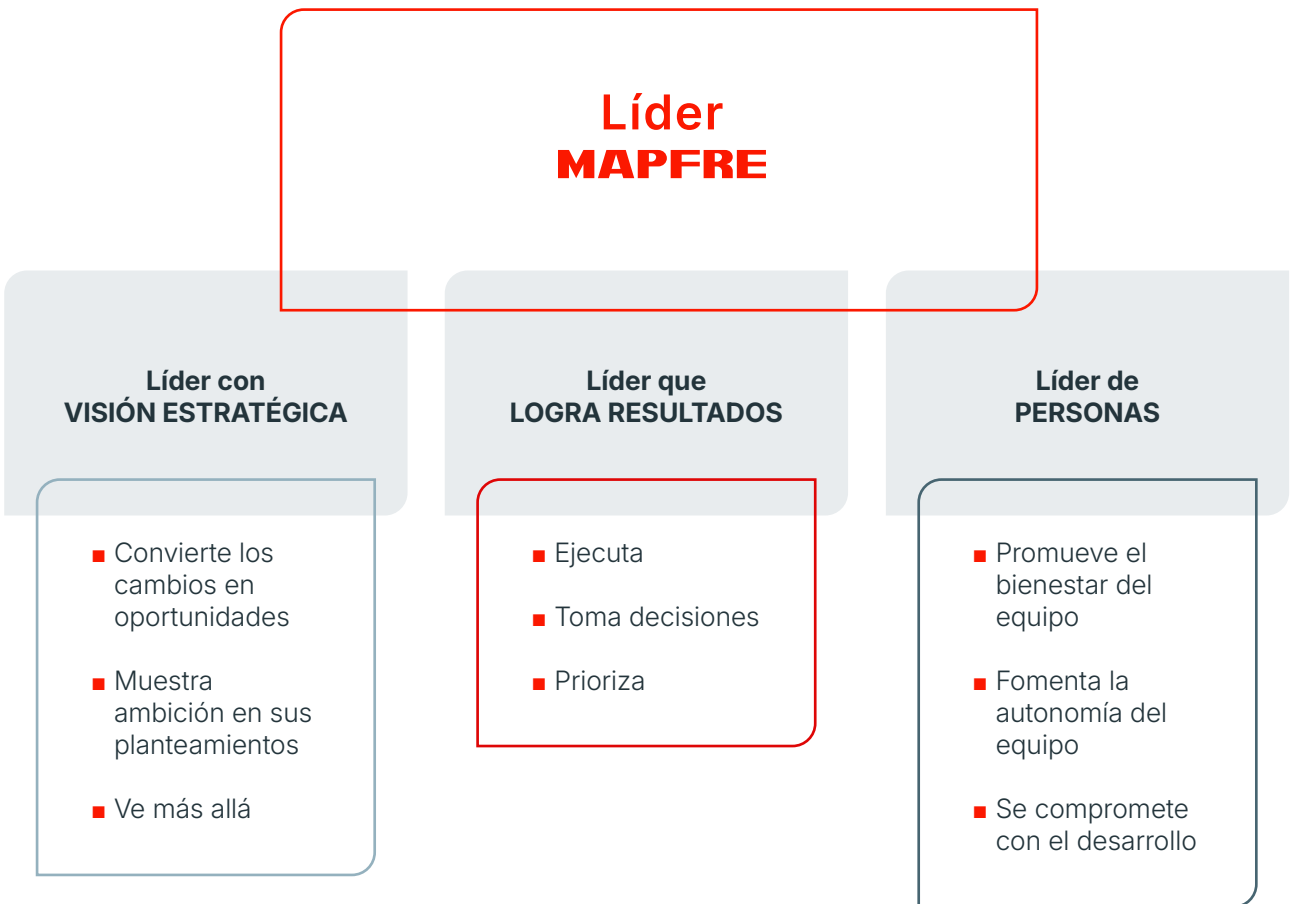 Líder
MAPFRE
Líder con
VISIÓN ESTRATÉGICA
■ Convierte los
cambios en
oportunidades
■ Muestra
ambición en sus
planteamientos
■ Ve más allá
Líder que
LOGRA RESULTADOS
■ Ejecuta
■ Toma decisiones
■ Prioriza
Líder de
PERSONAS
■ Promueve el
bienestar del
equipo
■ Fomenta la
autonomía del
equipo
■ Se compromete
con el desarrollo